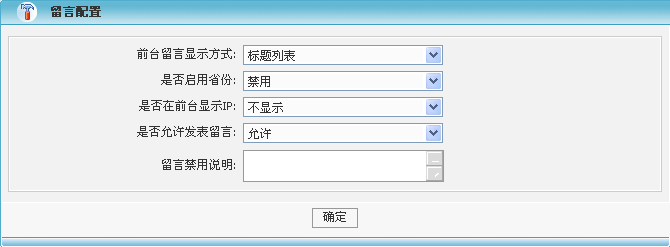 留言配置
前台留言显示方式: 标题列表
是否启用省份: 禁用
是否在前台显示IP: 不显示
是否允许发表留言: 允许
留言禁用说明:
确定